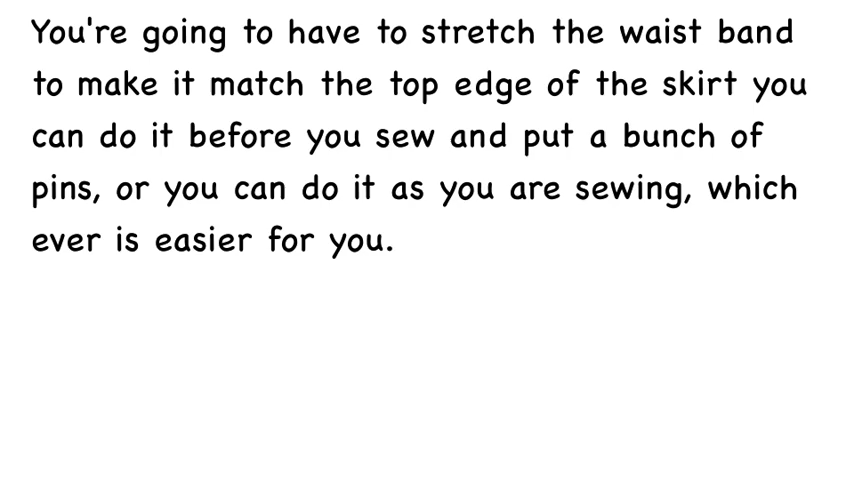 You're going to have to stretch the waist band
to make it match the top edge of the skirt you
can do it before you sew and put a bunch of
pins, or you can do it as you are sewing, which
ever is easier for you.